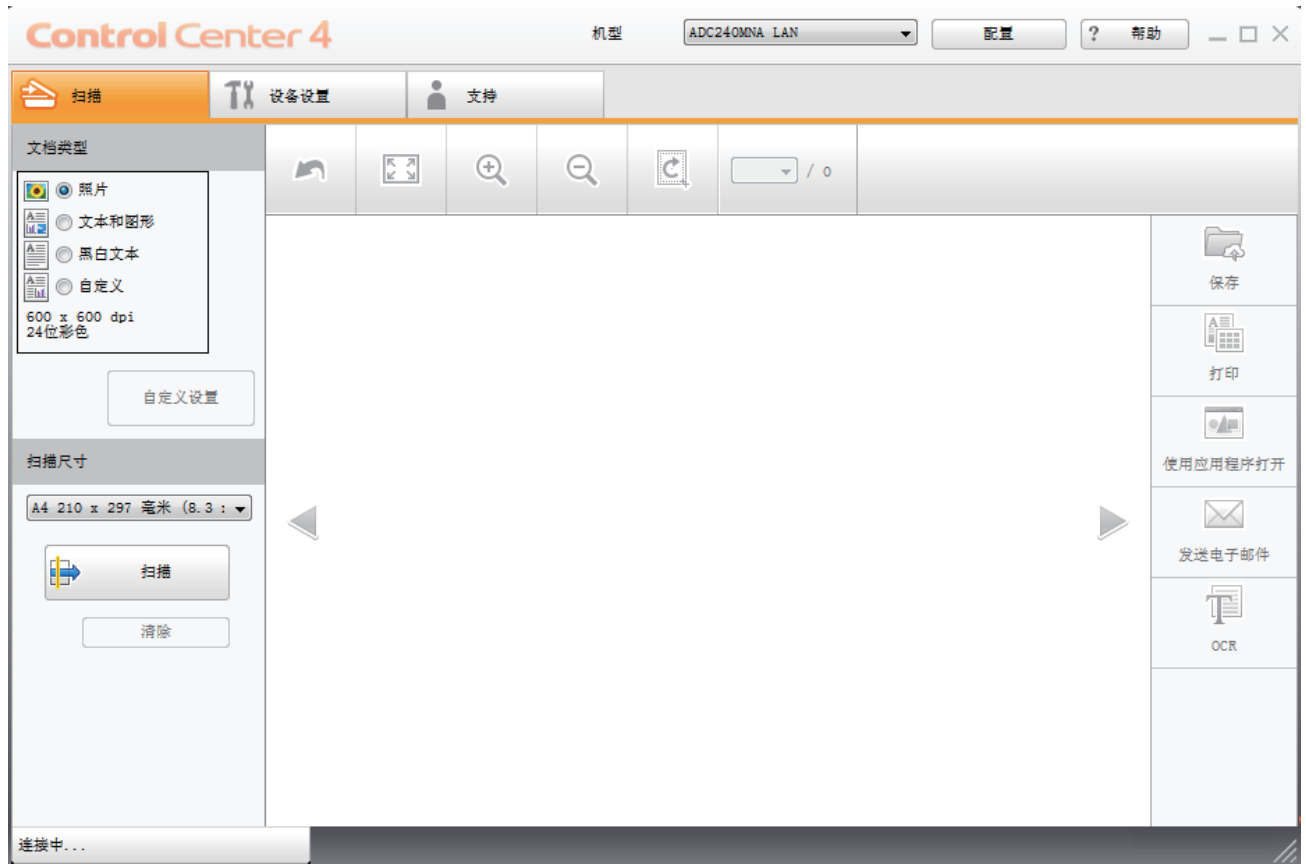 Control Center 4
机型
ADC240MNA LAN
配置
? 帮助
扫描
设备设置
支持
文档类型
照片
文本和图形
黑白文本
自定义
600 x 600 dpi
24位彩色
自定义设置
扫描尺寸
A4 210 x 297 毫米 (8.3 :
扫描
清除
/ 0
保存
打印
使用应用程序打开
发送电子邮件
OCR
连接中...